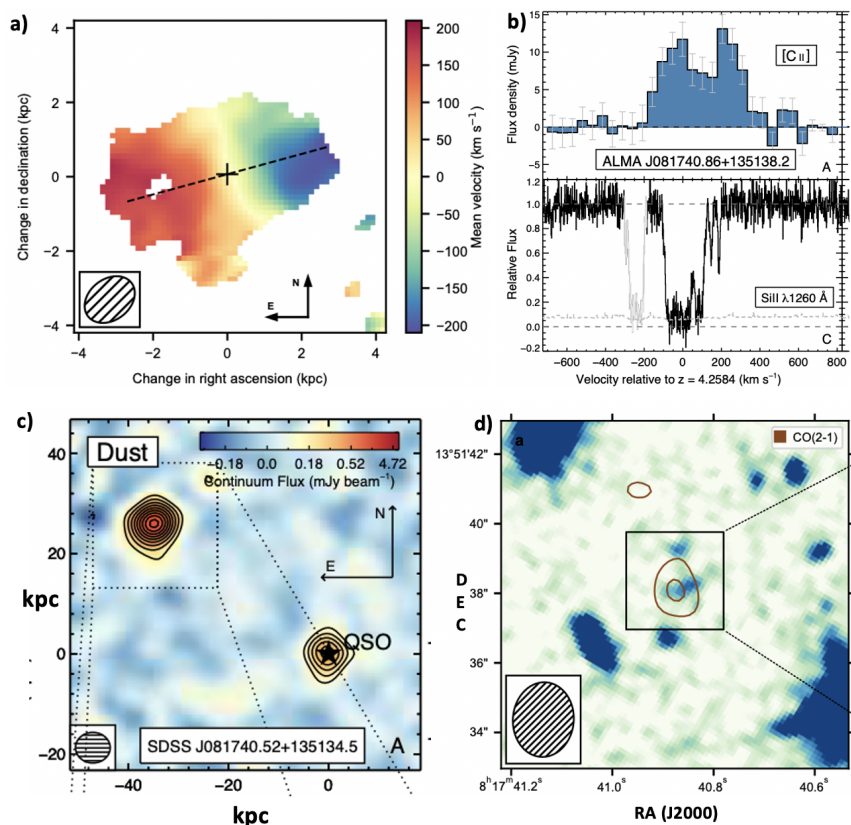 a)
4
2
0
−2
−4
Change in declination (kpc)
−4
−2
0
2
4
Change in right ascension (kpc)
N
E
200
150
100
50
0
−50
−100
−150
−200
Mean velocity (km s⁻¹)
b)
15
10
5
0
−5
Flux density (mJy)
[C II]
ALMA J081740.86+135138.2
A
1.2
1.0
0.8
0.6
0.4
0.2
0.0
−0.2
Relative Flux
SiII λ1260 Å
C
−600
−400
−200
0
200
400
600
800
Velocity relative to z = 4.2584 (km s⁻¹)
c)
40
20
0
−20
kpc
Dust
−0.18
0.0
0.18
0.52
4.72
Continuum Flux (mJy beam⁻¹)
N
E
QSO
SDSS J081740.52+135134.5
A
−40
−20
0
kpc
d)
a
CO(2-1)
13°51'42"
40"
38"
36"
34"
DEC
8ʰ17ᵐ41.2ˢ
41.0ˢ
40.8ˢ
40.6ˢ
RA (J2000)